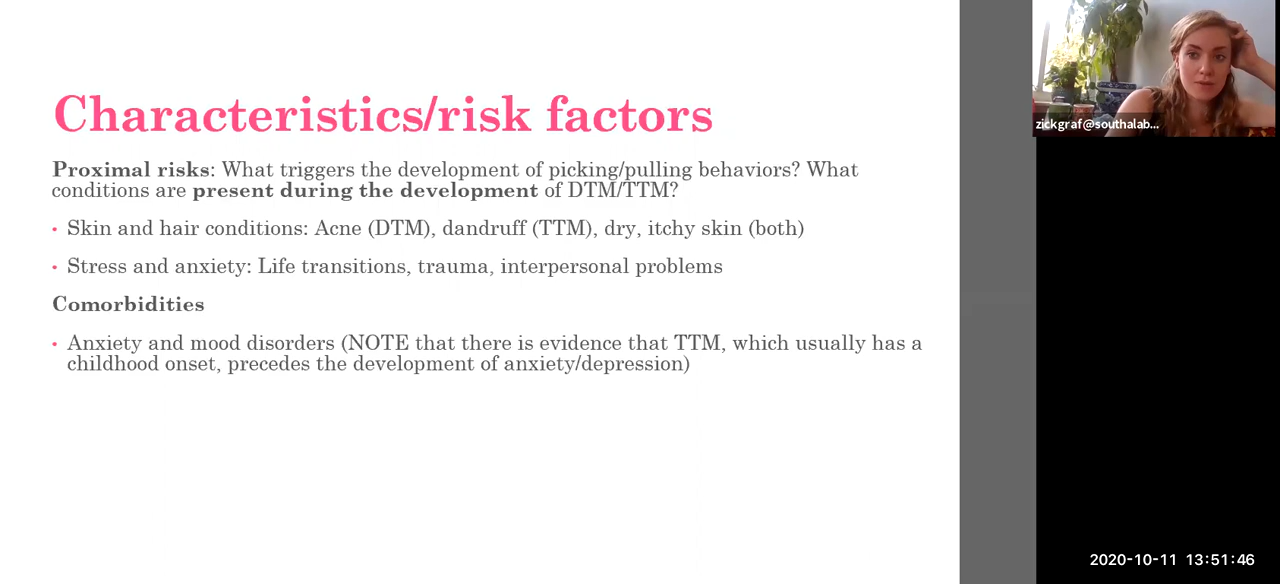 Characteristics/risk factors
Proximal risks: What triggers the development of picking/pulling behaviors? What
conditions are present during the development of DTM/TTM?
• Skin and hair conditions: Acne (DTM), dandruff (TTM), dry, itchy skin (both)
• Stress and anxiety: Life transitions, trauma, interpersonal problems
Comorbidities
• Anxiety and mood disorders (NOTE that there is evidence that TTM, which usually has a
childhood onset, precedes the development of anxiety/depression)
zickgraf@southalab...
2020-10-11 13:51:46